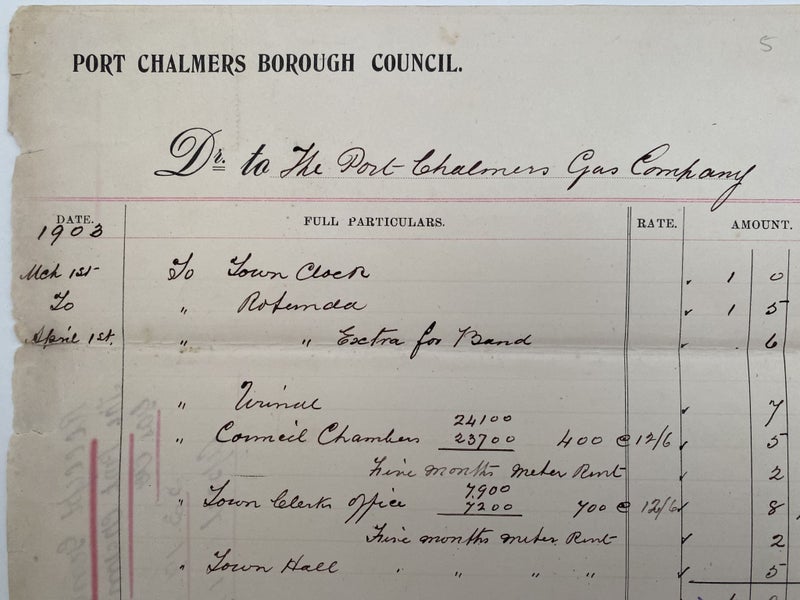 5
PORT CHALMERS BOROUGH COUNCIL.
Dr. to The Port Chalmers Gas Company
DATE. FULL PARTICULARS. RATE. AMOUNT.
1903
Mch 1st To Town Clock 1 0
To " Rotunda 1 5
April 1st. " " Extra for Band 6
" Urinal 7
24100
" Council Chambers 23700 400 @ 12/6 5
Five months Meter Rent 2
7900
" Town Clerks office 7200 700 @ 12/6 8
Five months meter Rent 2
" Town Hall " " " " 5